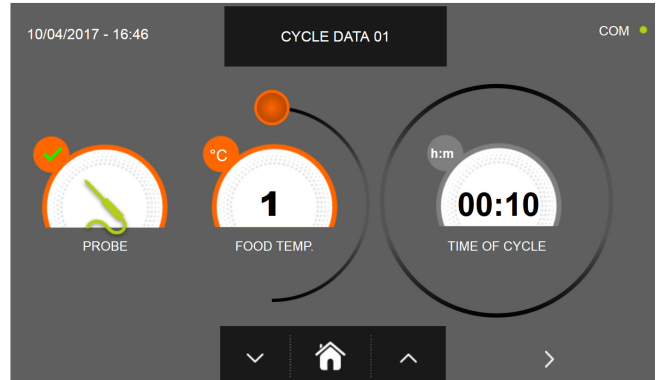 10/04/2017 - 16:46
CYCLE DATA 01
COM
°C
h:m
1
00:10
PROBE
FOOD TEMP.
TIME OF CYCLE